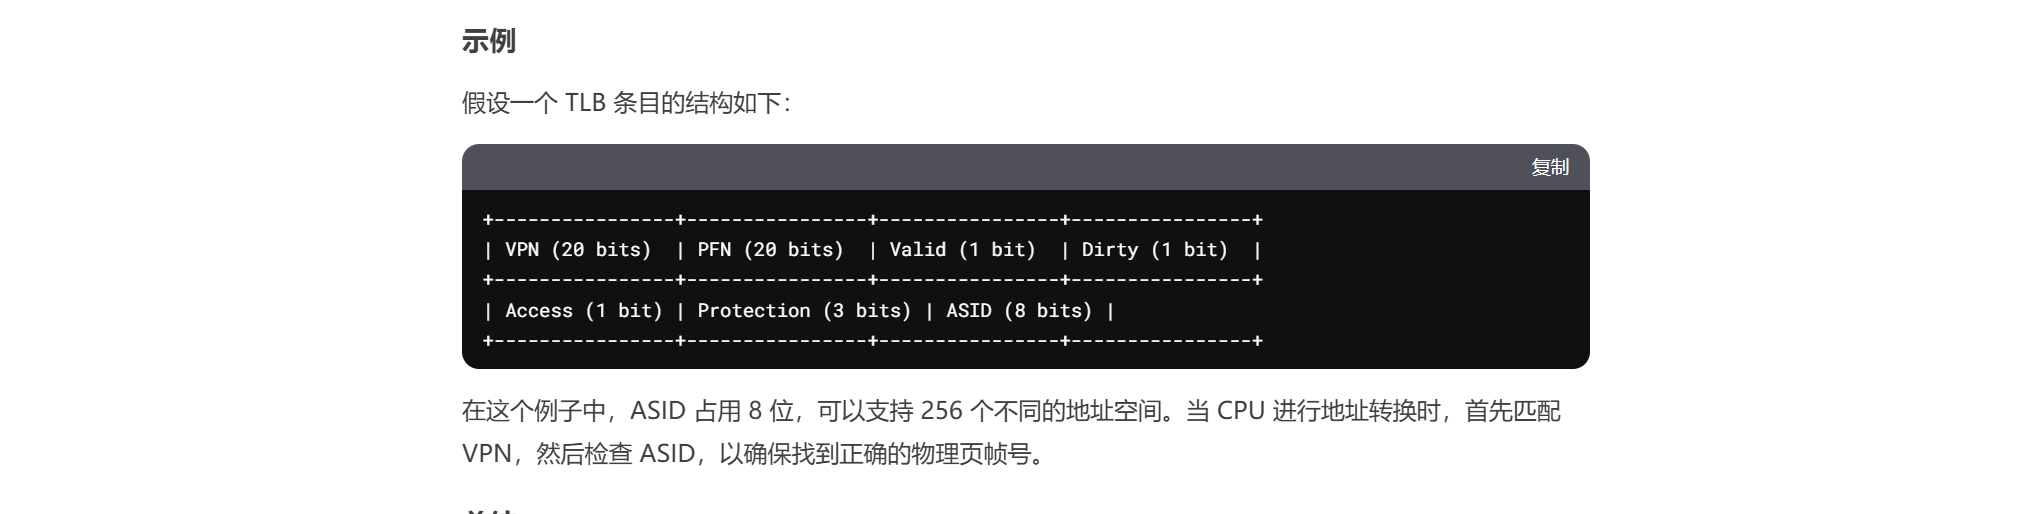 示例
假设一个 TLB 条目的结构如下：
复制
+----------------+----------------+----------------+----------------+
| VPN (20 bits)  | PFN (20 bits)  | Valid (1 bit)  | Dirty (1 bit)  |
+----------------+----------------+----------------+----------------+
| Access (1 bit) | Protection (3 bits) | ASID (8 bits) |
+----------------+----------------+----------------+----------------+
在这个例子中，ASID 占用 8 位，可以支持 256 个不同的地址空间。当 CPU 进行地址转换时，首先匹配
VPN，然后检查 ASID，以确保找到正确的物理页帧号。